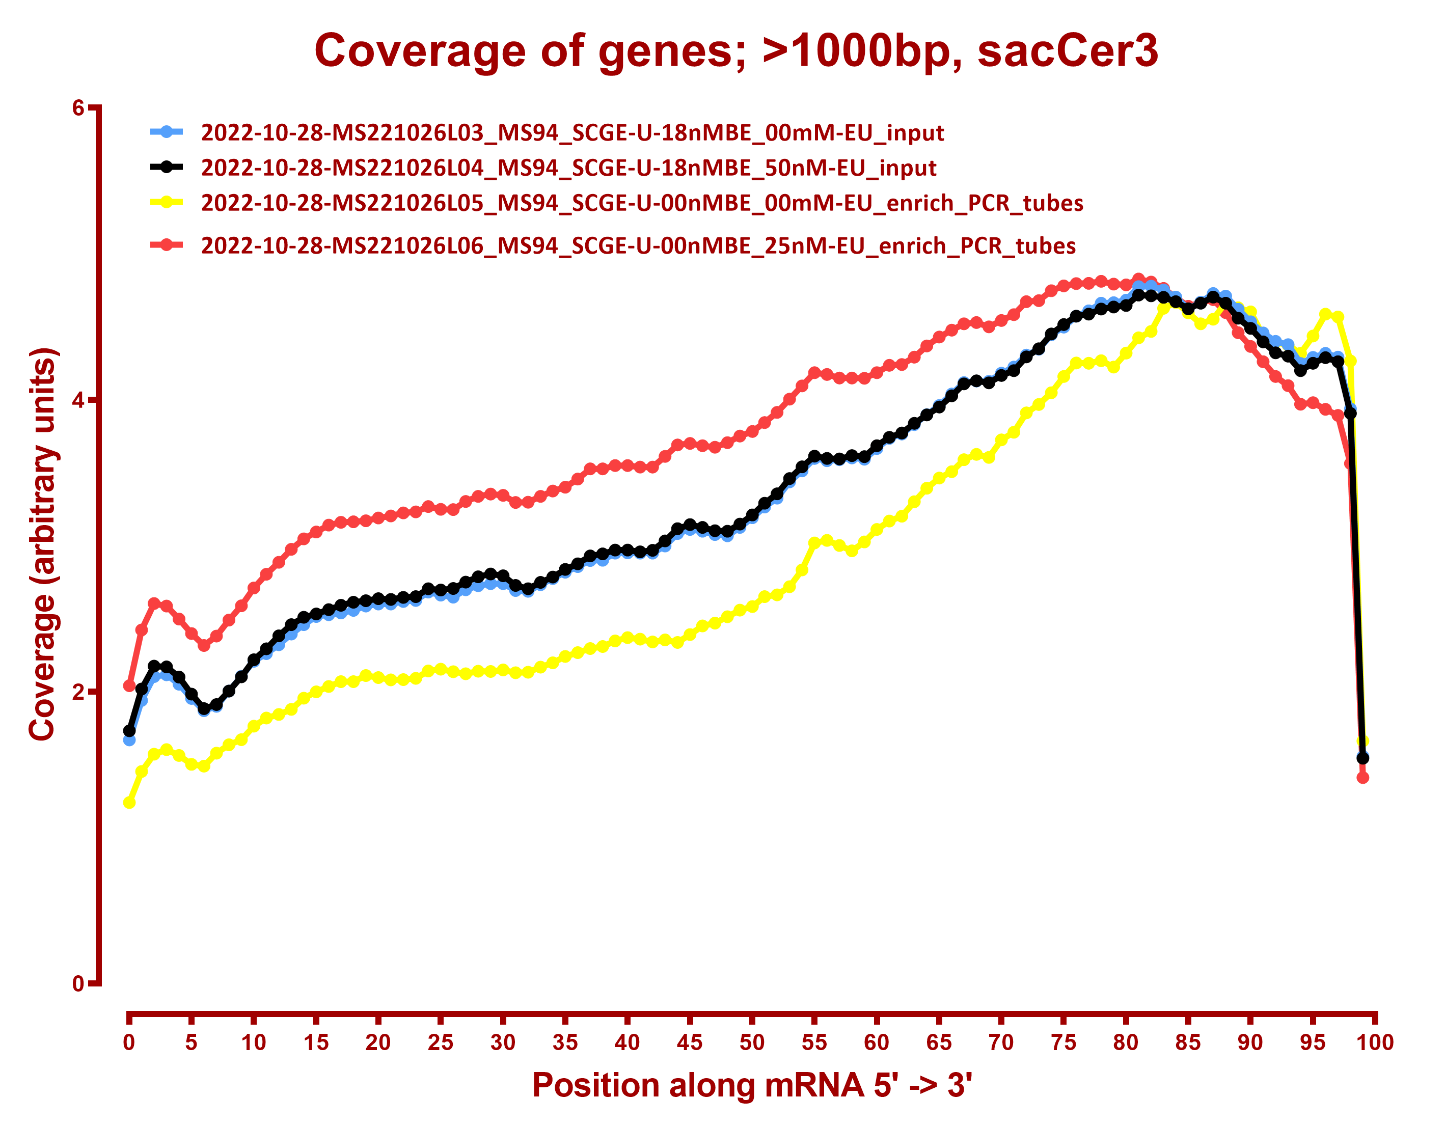 Coverage of genes; >1000bp, sacCer3
6
2022-10-28-MS221026L03_MS94_SCGE-U-18nMBE_00mM-EU_input
2022-10-28-MS221026L04_MS94_SCGE-U-18nMBE_50nM-EU_input
2022-10-28-MS221026L05_MS94_SCGE-U-00nMBE_00mM-EU_enrich_PCR_tubes
2022-10-28-MS221026L06_MS94_SCGE-U-00nMBE_25nM-EU_enrich_PCR_tubes
4
Coverage (arbitrary units)
2
0
0 5 10 15 20 25 30 35 40 45 50 55 60 65 70 75 80 85 90 95 100
Position along mRNA 5' -> 3'